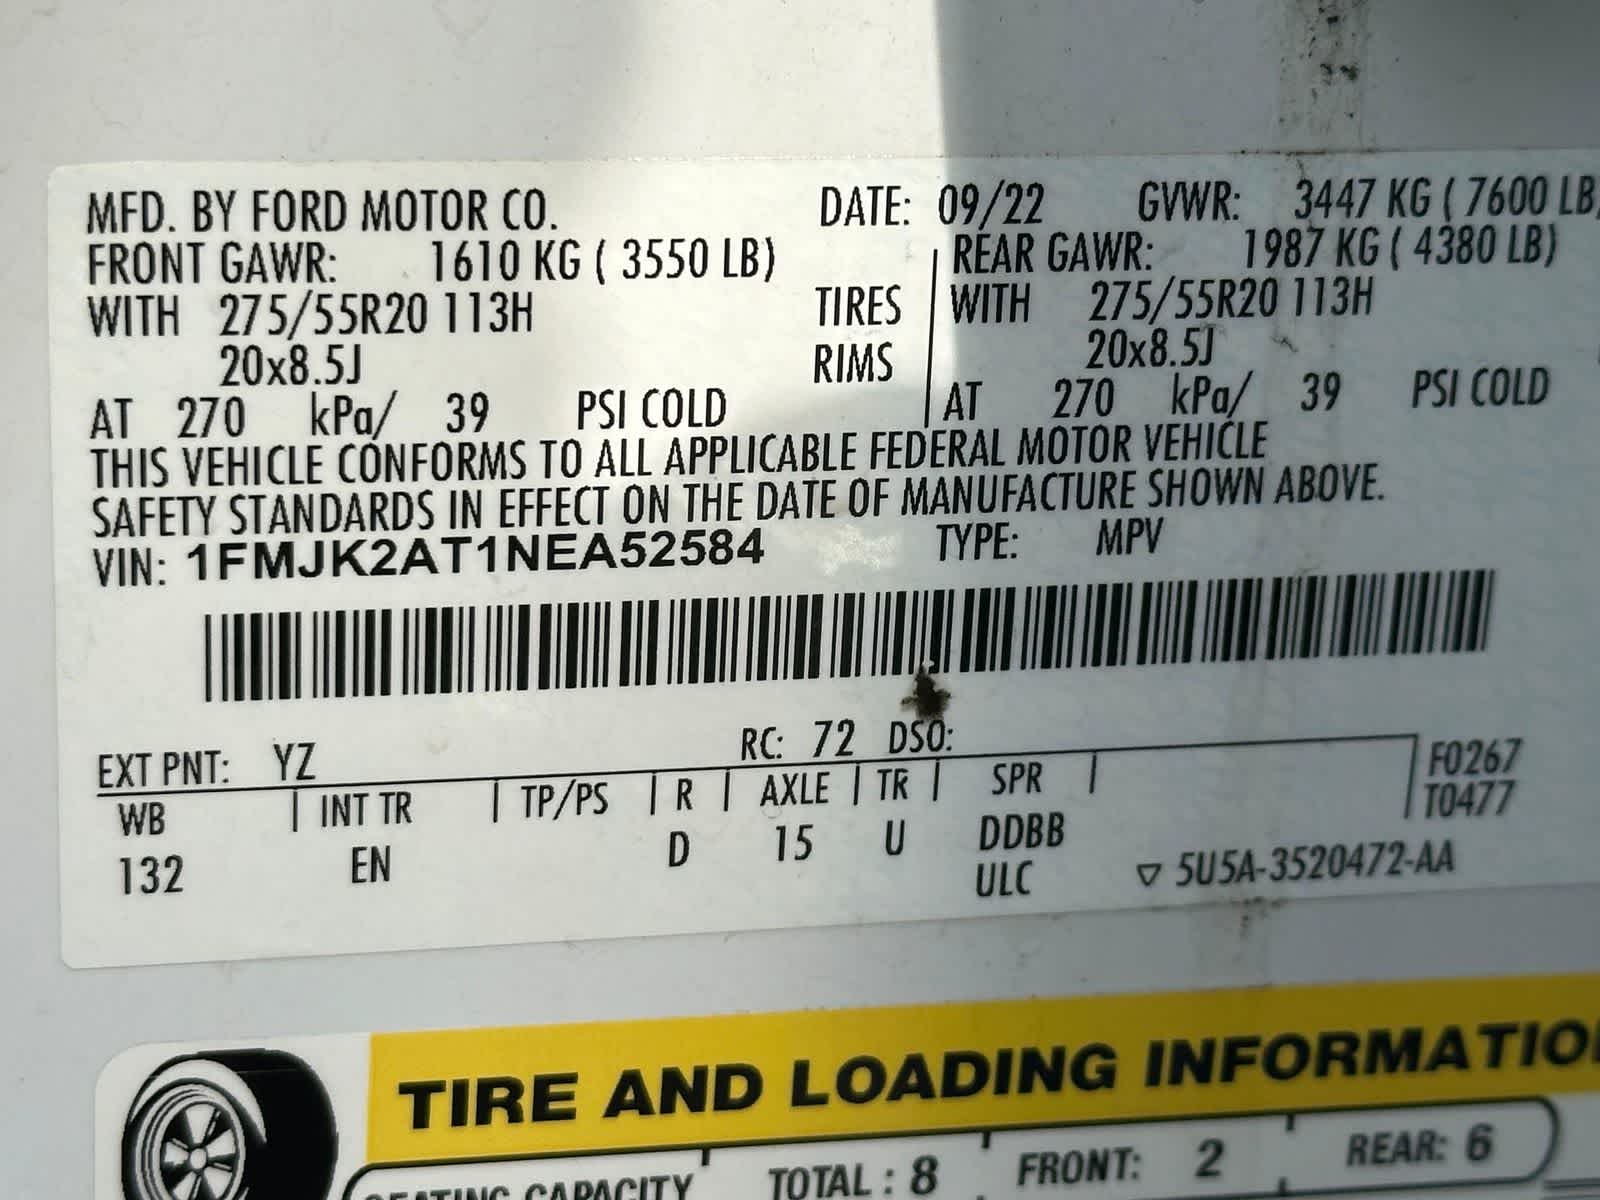 MFD. BY FORD MOTOR CO. DATE: 09/22 GVWR: 3447 KG ( 7600 LB
FRONT GAWR: 1610 KG ( 3550 LB) REAR GAWR: 1987 KG ( 4380 LB)
WITH 275/55R20 113H TIRES WITH 275/55R20 113H
20x8.5J RIMS 20x8.5J
AT 270 kPa/ 39 PSI COLD AT 270 kPa/ 39 PSI COLD
THIS VEHICLE CONFORMS TO ALL APPLICABLE FEDERAL MOTOR VEHICLE
SAFETY STANDARDS IN EFFECT ON THE DATE OF MANUFACTURE SHOWN ABOVE.
VIN: 1FMJK2AT1NEA52584 TYPE: MPV
EXT PNT: YZ RC: 72 DSO:
WB INT TR TP/PS R AXLE TR SPR F0267
T0477
132 EN D 15 U DDBB
ULC ▽ 5U5A-3520472-AA
TIRE AND LOADING INFORMATIO
SEATING CAPACITY TOTAL : 8 FRONT: 2 REAR: 6